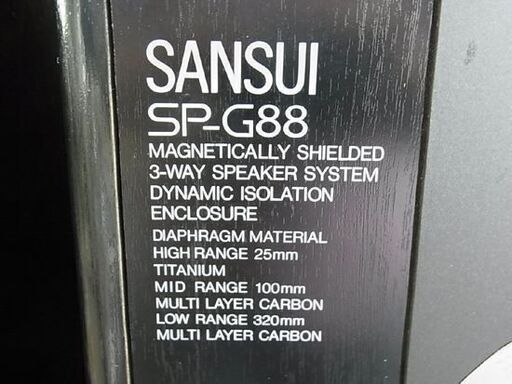 SANSUI
SP-G88
MAGNETICALLY SHIELDED
3-WAY SPEAKER SYSTEM
DYNAMIC ISOLATION
ENCLOSURE
DIAPHRAGM MATERIAL
HIGH RANGE 25mm
TITANIUM
MID RANGE 100mm
MULTI LAYER CARBON
LOW RANGE 320mm
MULTI LAYER CARBON